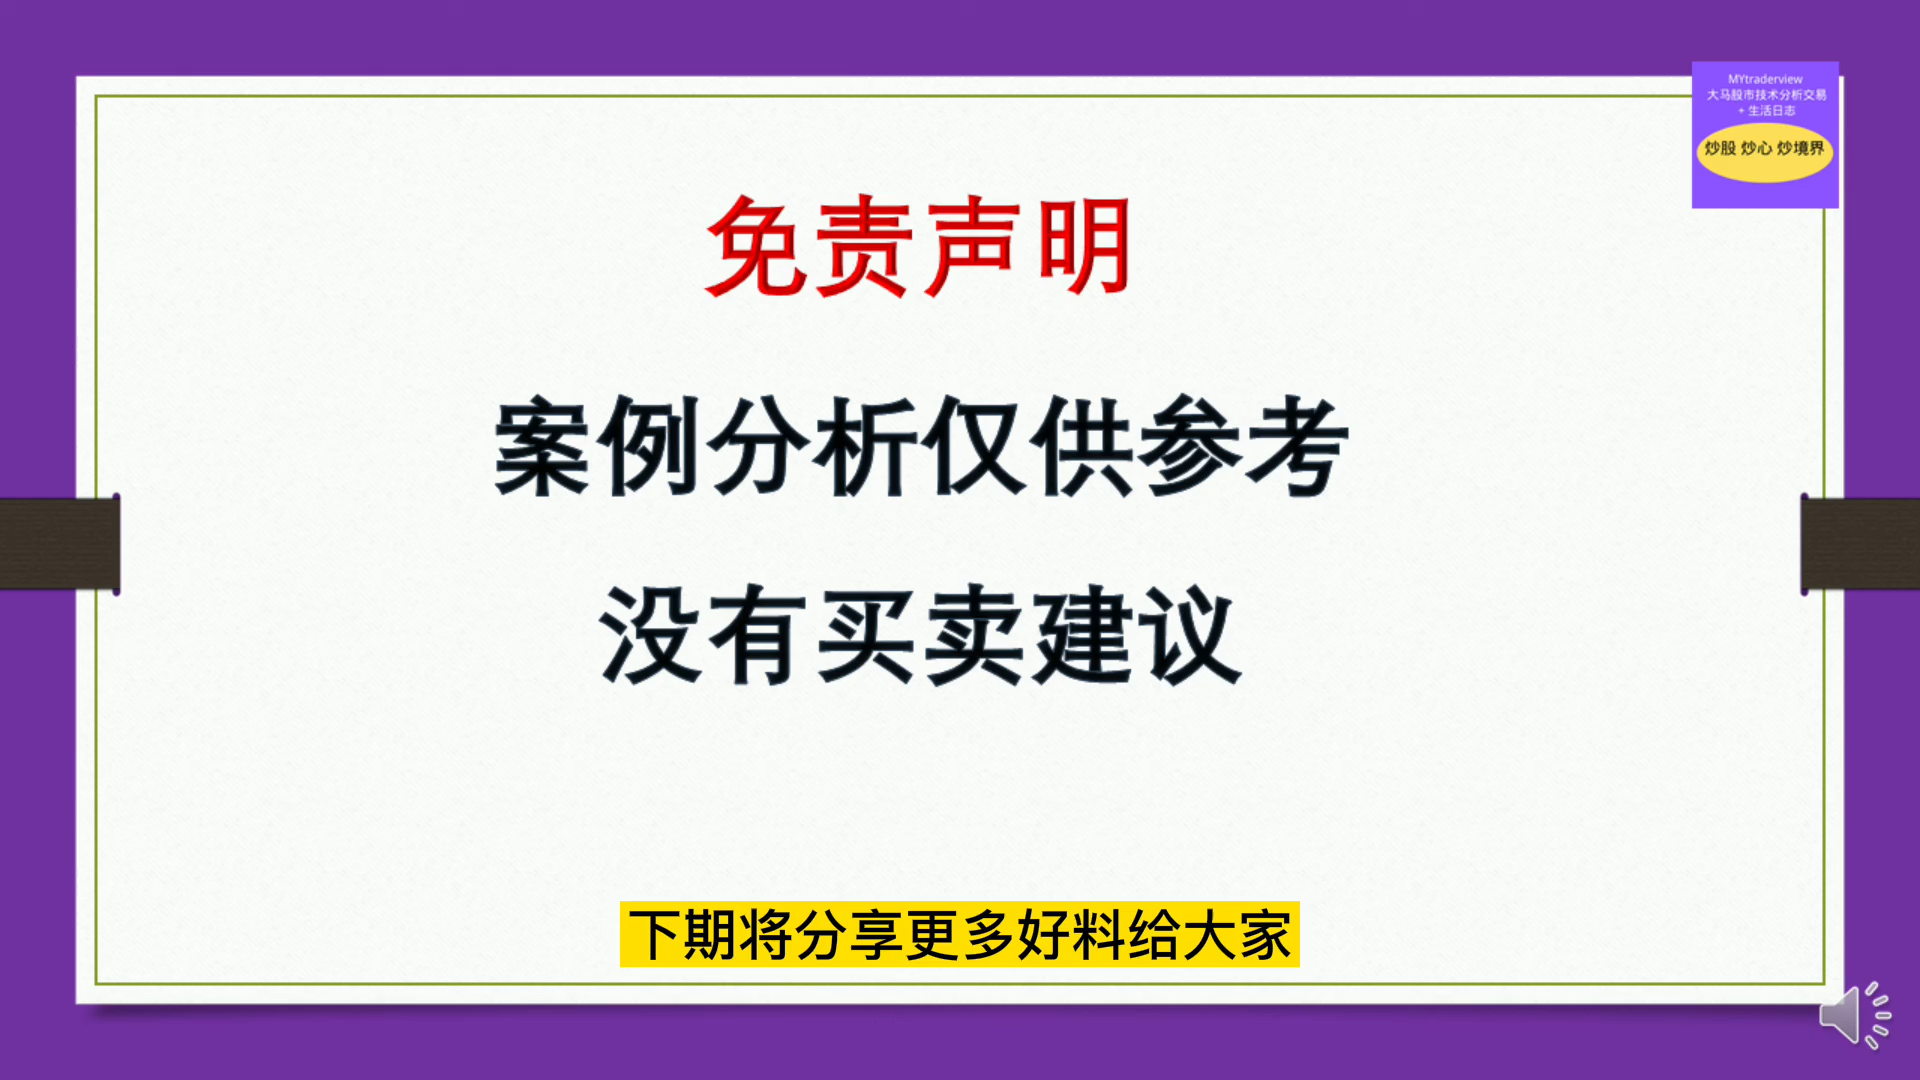 MYtraderview
大马股市技术分析交易
+ 生活日志
炒股 炒心 炒境界
免责声明
案例分析仅供参考
没有买卖建议
下期将分享更多好料给大家